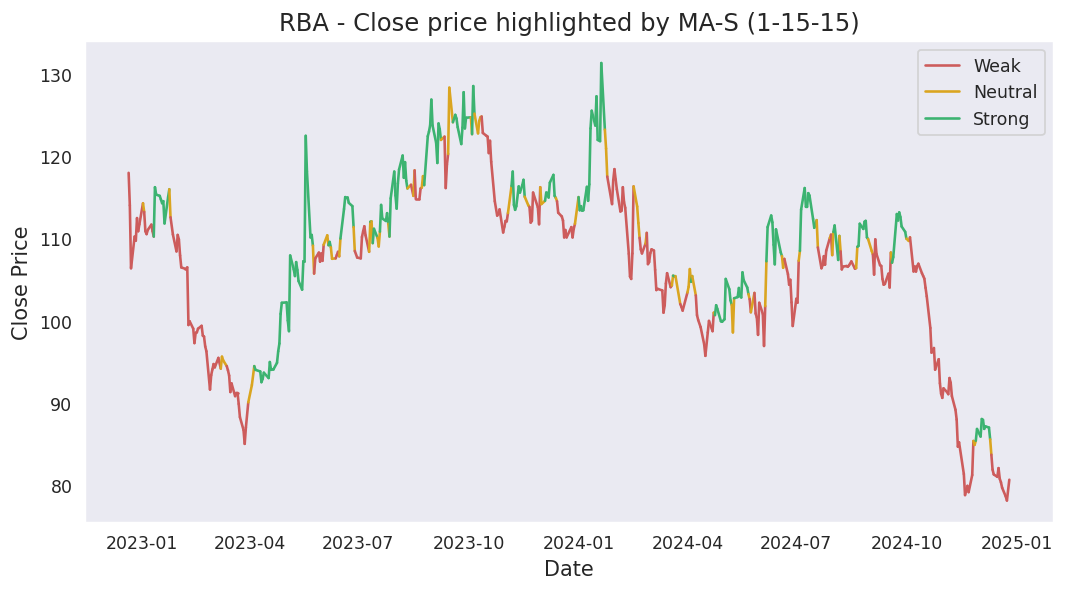 RBA - Close price highlighted by MA-S (1-15-15)
Weak
Neutral
Strong
Close Price
130
120
110
100
90
80
2023-01 2023-04 2023-07 2023-10 2024-01 2024-04 2024-07 2024-10 2025-01
Date